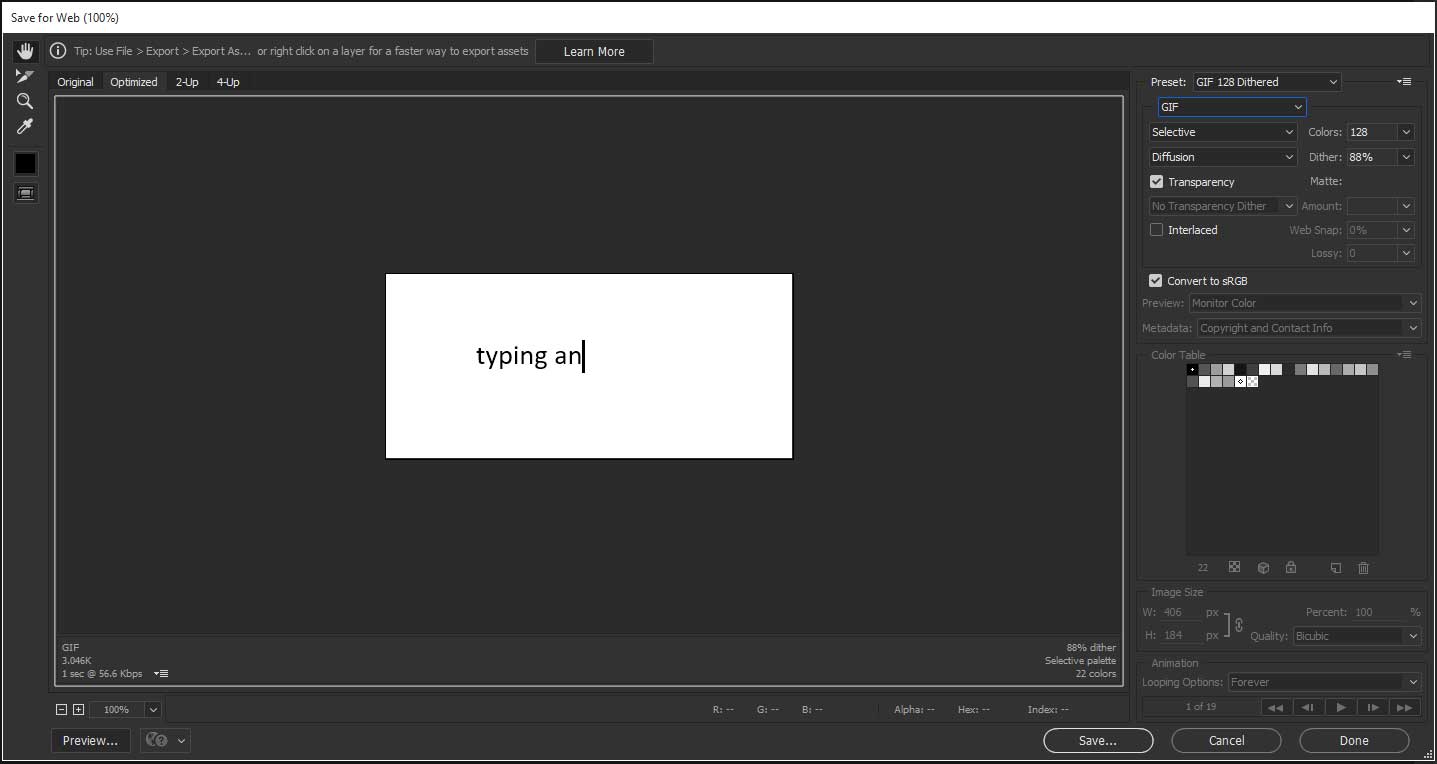 Save for Web (100%)
Tip: Use File > Export > Export As... or right click on a layer for a faster way to export assets
Learn More
Original Optimized 2-Up 4-Up
typing an
GIF
3.046K
1 sec @ 56.6 Kbps
88% dither
Selective palette
22 colors
100%
R: -- G: -- B: -- Alpha: -- Hex: -- Index: --
Preview...
Save... Cancel Done
Preset: GIF 128 Dithered
GIF
Selective Colors: 128
Diffusion Dither: 88%
Transparency Matte:
No Transparency Dither Amount:
Interlaced Web Snap: 0%
Lossy: 0
Convert to sRGB
Preview: Monitor Color
Metadata: Copyright and Contact Info
Color Table
22
Image Size
W: 406 px Percent: 100 %
H: 184 px Quality: Bicubic
Animation
Looping Options: Forever
1 of 19